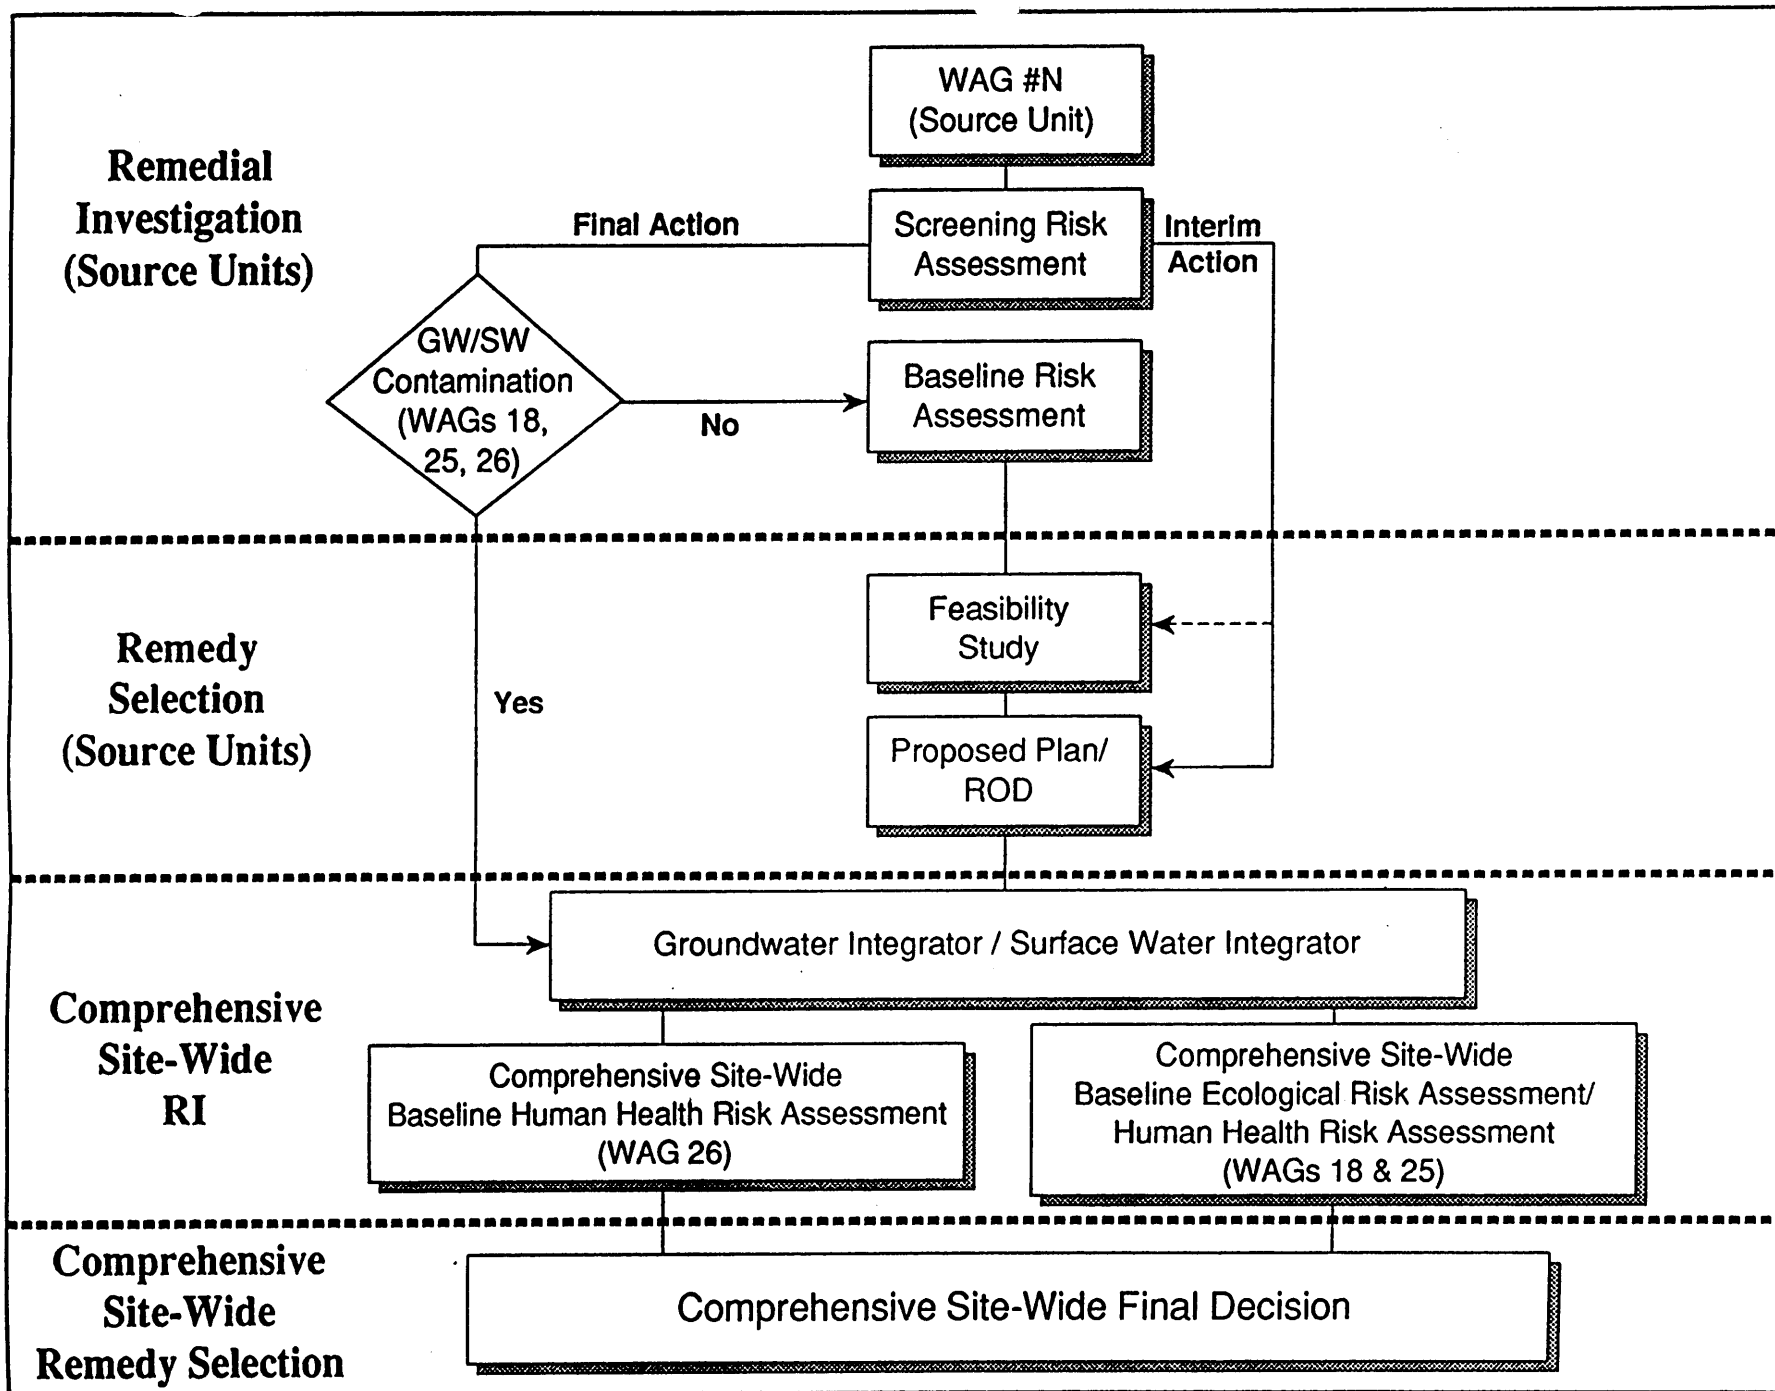 WAG #N
(Source Unit)
Remedial
Investigation
(Source Units)
Final Action
Screening Risk
Assessment
Interim
Action
GW/SW
Contamination
(WAGs 18,
25, 26)
No
Baseline Risk
Assessment
Remedy
Selection
(Source Units)
Yes
Feasibility
Study
Proposed Plan/
ROD
Comprehensive
Site-Wide
RI
Groundwater Integrator / Surface Water Integrator
Comprehensive Site-Wide
Baseline Human Health Risk Assessment
(WAG 26)
Comprehensive Site-Wide
Baseline Ecological Risk Assessment/
Human Health Risk Assessment
(WAGs 18 & 25)
Comprehensive
Site-Wide
Remedy Selection
Comprehensive Site-Wide Final Decision